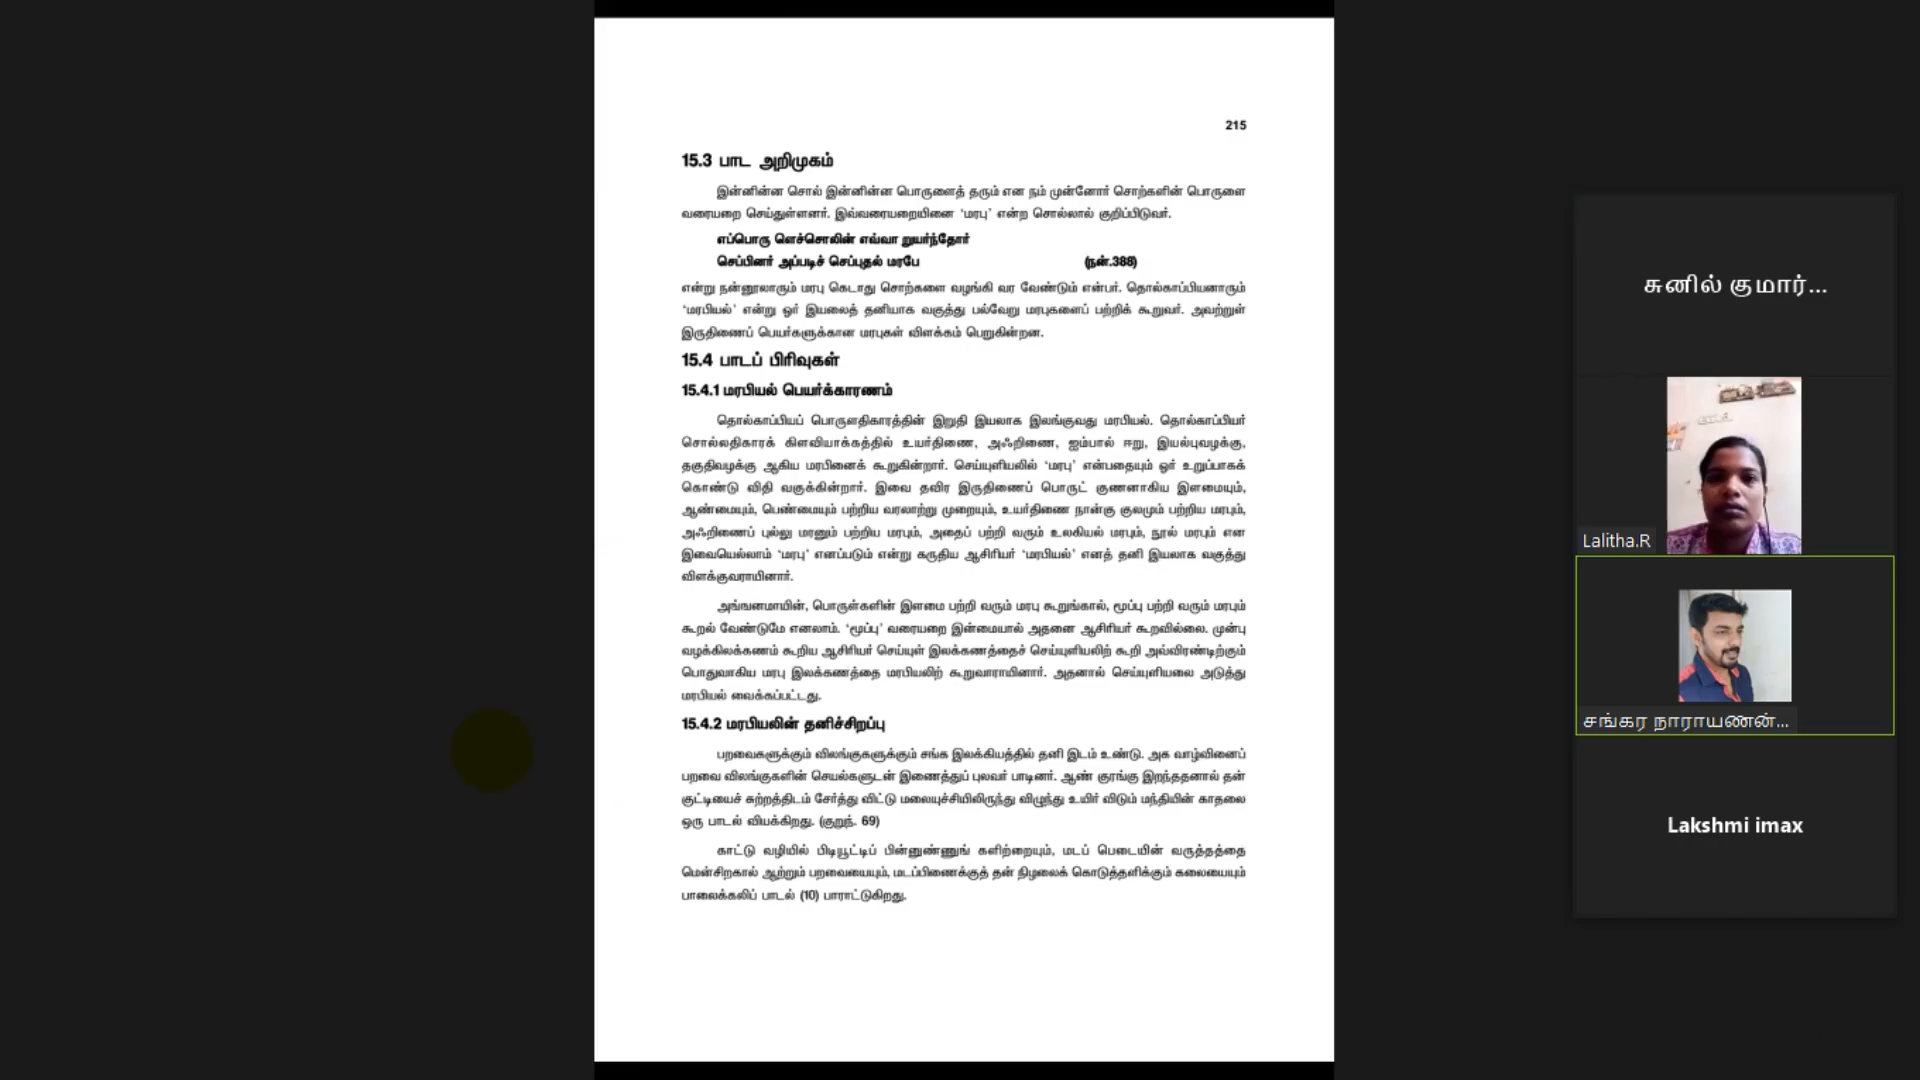 215
15.3 பாட அறிமுகம்
இன்னின்ன சொல் இன்னின்ன பொருளைத் தரும் என நம் முன்னோர் சொற்களின் பொருளை
வரையறை செய்துள்ளனர். இவ்வரையறையினை ‘மரபு’ என்ற சொல்லால் குறிப்பிடுவர்.
எப்பொரு ளெச்சொலின் எவ்வா றுயர்ந்தோர்
செப்பினர் அப்படிச் செப்புதல் மரபே (நன்.388)
என்று நன்னூலாரும் மரபு கெடாது சொற்களை வழங்கி வர வேண்டும் என்பர். தொல்காப்பியனாரும்
‘மரபியல்’ என்று ஓர் இயலைத் தனியாக வகுத்து பல்வேறு மரபுகளைப் பற்றிக் கூறுவர். அவற்றுள்
இருதிணைப் பெயர்களுக்கான மரபுகள் விளக்கம் பெறுகின்றன.
15.4 பாடப் பிரிவுகள்
15.4.1 மரபியல் பெயர்க்காரணம்
தொல்காப்பியப் பொருளதிகாரத்தின் இறுதி இயலாக இலங்குவது மரபியல். தொல்காப்பியர்
சொல்லதிகாரக் கிளவியாக்கத்தில் உயர்திணை, அஃறிணை, ஐம்பால் ஈறு, இயல்புவழக்கு,
தகுதிவழக்கு ஆகிய மரபினைக் கூறுகின்றார். செய்யுளியலில் ‘மரபு’ என்பதையும் ஓர் உறுப்பாகக்
கொண்டு விதி வகுக்கின்றார். இவை தவிர இருதிணைப் பொருட் குணனாகிய இளமையும்,
ஆண்மையும், பெண்மையும் பற்றிய வரலாற்று முறையும், உயர்திணை நான்கு குலமும் பற்றிய மரபும்,
அஃறிணைப் புல்லு மரனும் பற்றிய மரபும், அதைப் பற்றி வரும் உலகியல் மரபும், நூல் மரபும் என
இவையெல்லாம் ‘மரபு’ எனப்படும் என்று கருதிய ஆசிரியர் ‘மரபியல்’ எனத் தனி இயலாக வகுத்து
விளக்குவராயினார்.
அங்ஙனமாயின், பொருள்களின் இளமை பற்றி வரும் மரபு கூறுங்கால், மூப்பு பற்றி வரும் மரபும்
கூறல் வேண்டுமே எனலாம். ‘மூப்பு’ வரையறை இன்மையால் அதனை ஆசிரியர் கூறவில்லை. முன்பு
வழக்கிலக்கணம் கூறிய ஆசிரியர் செய்யுள் இலக்கணத்தைச் செய்யுளியலிற் கூறி அவ்விரண்டிற்கும்
பொதுவாகிய மரபு இலக்கணத்தை மரபியலிற் கூறுவாராயினார். அதனால் செய்யுளியலை அடுத்து
மரபியல் வைக்கப்பட்டது.
15.4.2 மரபியலின் தனிச்சிறப்பு
பறவைகளுக்கும் விலங்குகளுக்கும் சங்க இலக்கியத்தில் தனி இடம் உண்டு. அக வாழ்வினைப்
பறவை விலங்குகளின் செயல்களுடன் இணைத்துப் புலவர் பாடினர். ஆண் குரங்கு இறந்ததனால் தன்
குட்டியைச் சுற்றத்திடம் சேர்த்து விட்டு மலையுச்சியிலிருந்து விழுந்து உயிர் விடும் மந்தியின் காதலை
ஒரு பாடல் வியக்கிறது. (குறுந். 69)
காட்டு வழியில் பிடியூட்டிப் பின்னுண்ணுங் களிற்றையும், மடப் பெடையின் வருத்தத்தை
மென்சிறகால் ஆற்றும் பறவையையும், மடப்பிணைக்குத் தன் நிழலைக் கொடுத்தளிக்கும் கலையையும்
பாலைக்கலிப் பாடல் (10) பாராட்டுகிறது.
சுனில் குமார்...
Lalitha.R
சங்கர நாராயணன்...
Lakshmi imax